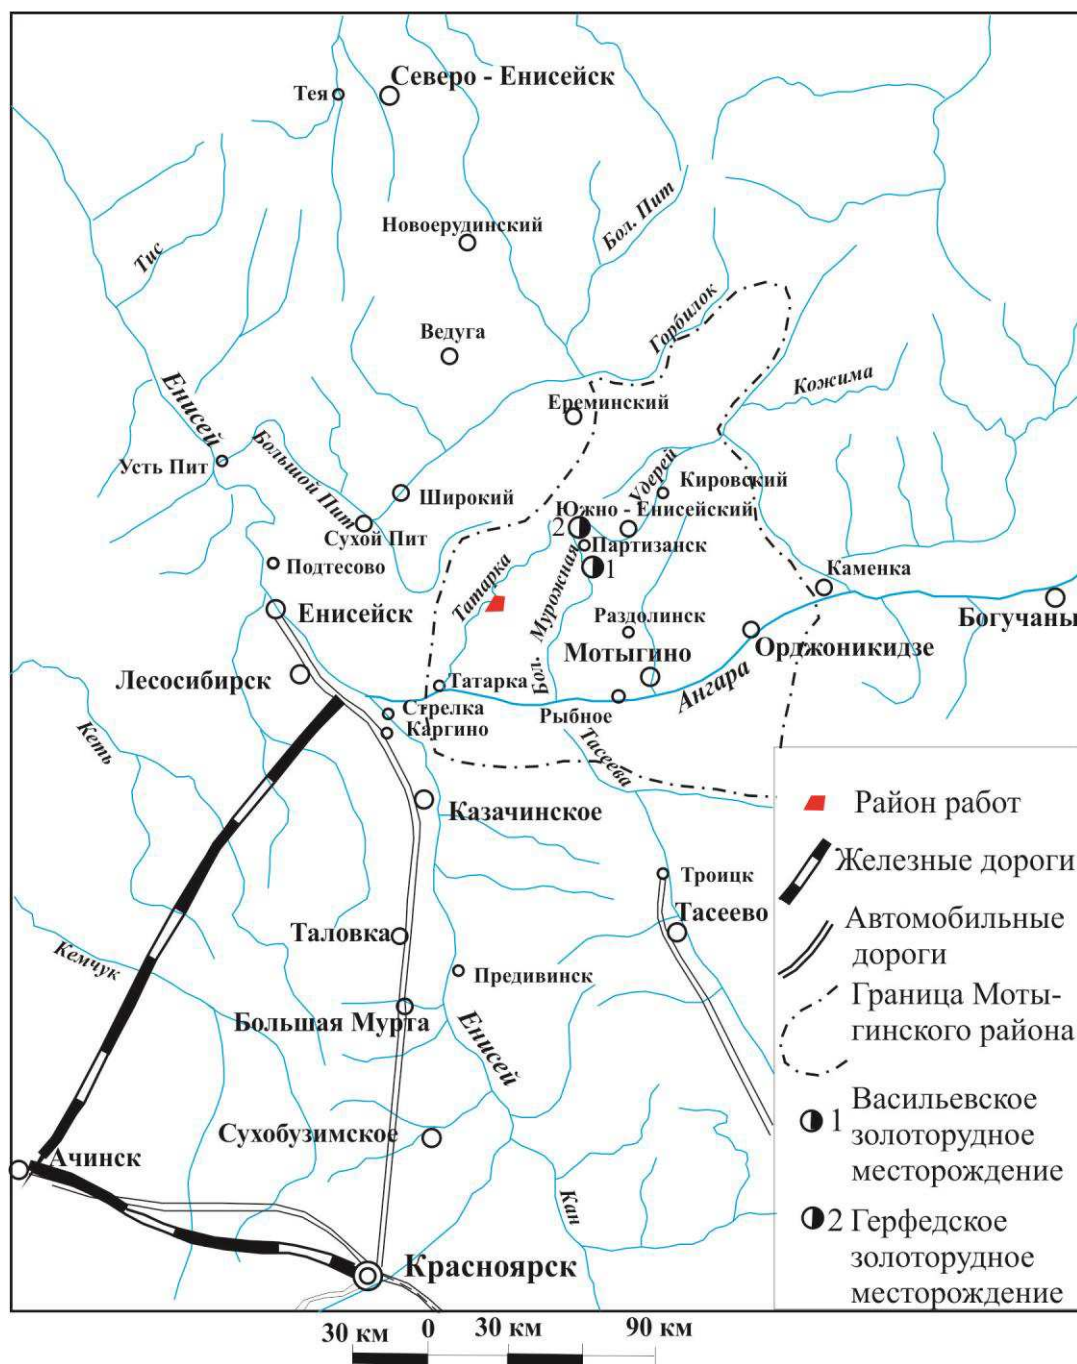 Северо - Енисейск
Тея
Новоерудинский
Бол. Пит
Тис
Горбилок
Ведуга
Енисей
Кожима
Ереминский
Большой Пит
Усть Пит
Удерей
Кировский
Широкий
Южно - Енисейский
2
Сухой Пит
Партизанск
Подтесово
Татарка
1
Каменка
Бол. Мурожная
Енисейск
Раздолинск
Богучаны
Мотыгино
Орджоникидзе
Лесосибирск
Татарка
Ангара
Стрелка
Рыбное
Каргино
Кеть
Тасеева
Казачинское
Район работ
Железные дороги
Троицк
Тасеево
Автомобильные
дороги
Таловка
Кемчук
Предивинск
Граница Моты-
гинского района
Большая Мурта
Енисей
1 Васильевское
золоторудное
месторождение
Сухобузимское
Ачинск
Кан
2 Герфедское
золоторудное
месторождение
Красноярск
30 км 0 30 км 90 км